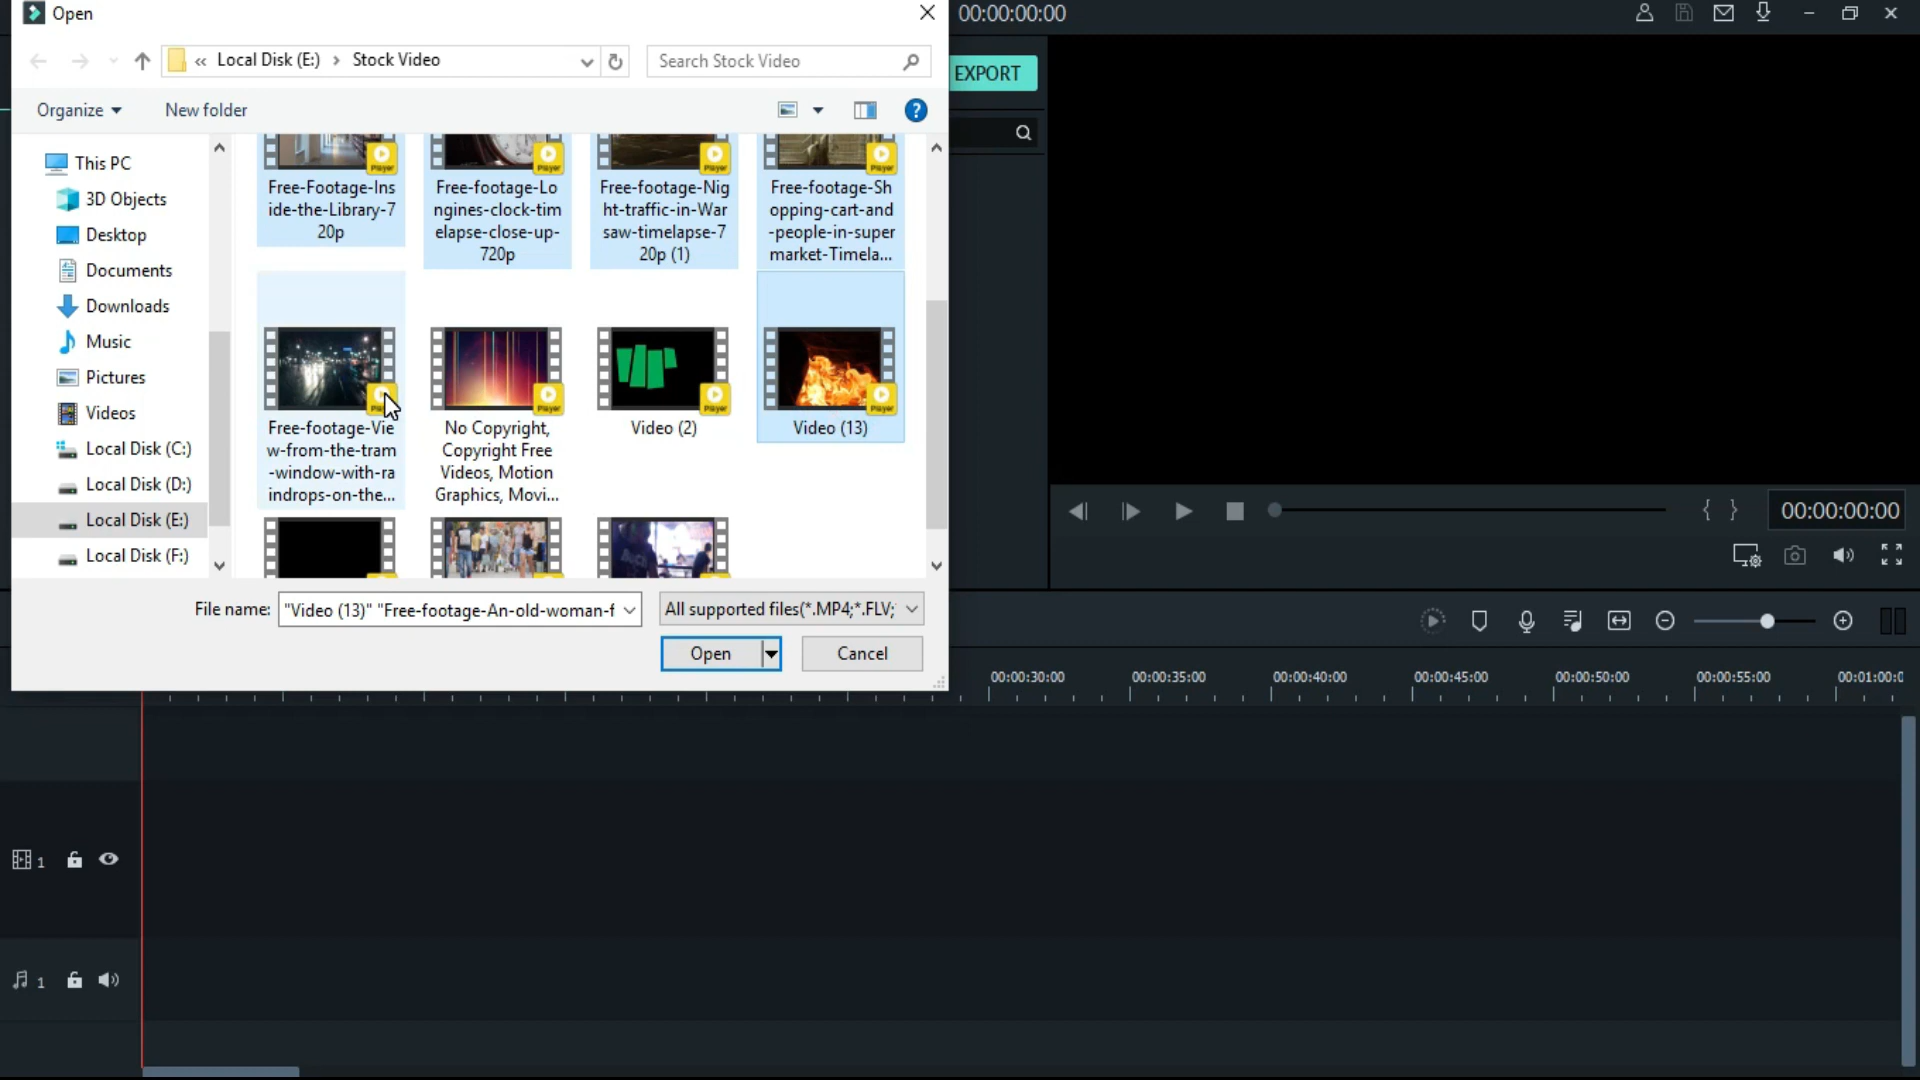 Open
00:00:00:00
« Local Disk (E:) › Stock Video
Search Stock Video
EXPORT
Organize
New folder
This PC
3D Objects
Desktop
Documents
Downloads
Music
Pictures
Videos
Local Disk (C:)
Local Disk (D:)
Local Disk (E:)
Local Disk (F:)
Player
Player
Player
Player
Free-Footage-Ins
ide-the-Library-7
20p
Free-footage-Lo
ngines-clock-tim
elapse-close-up-
720p
Free-footage-Nig
ht-traffic-in-War
saw-timelapse-7
20p (1)
Free-footage-Sh
opping-cart-and
-people-in-super
market-Timela...
Player
Player
Player
Free-footage-Vie
w-from-the-tram
-window-with-ra
indrops-on-the...
No Copyright,
Copyright Free
Videos, Motion
Graphics, Movi...
Video (2)
Video (13)
File name:
"Video (13)" "Free-footage-An-old-woman-f
All supported files(*.MP4;*.FLV;
Open
Cancel
{ }
00:00:00:00
00:00:30:00
00:00:35:00
00:00:40:00
00:00:45:00
00:00:50:00
00:00:55:00
00:01:00:0
1
1